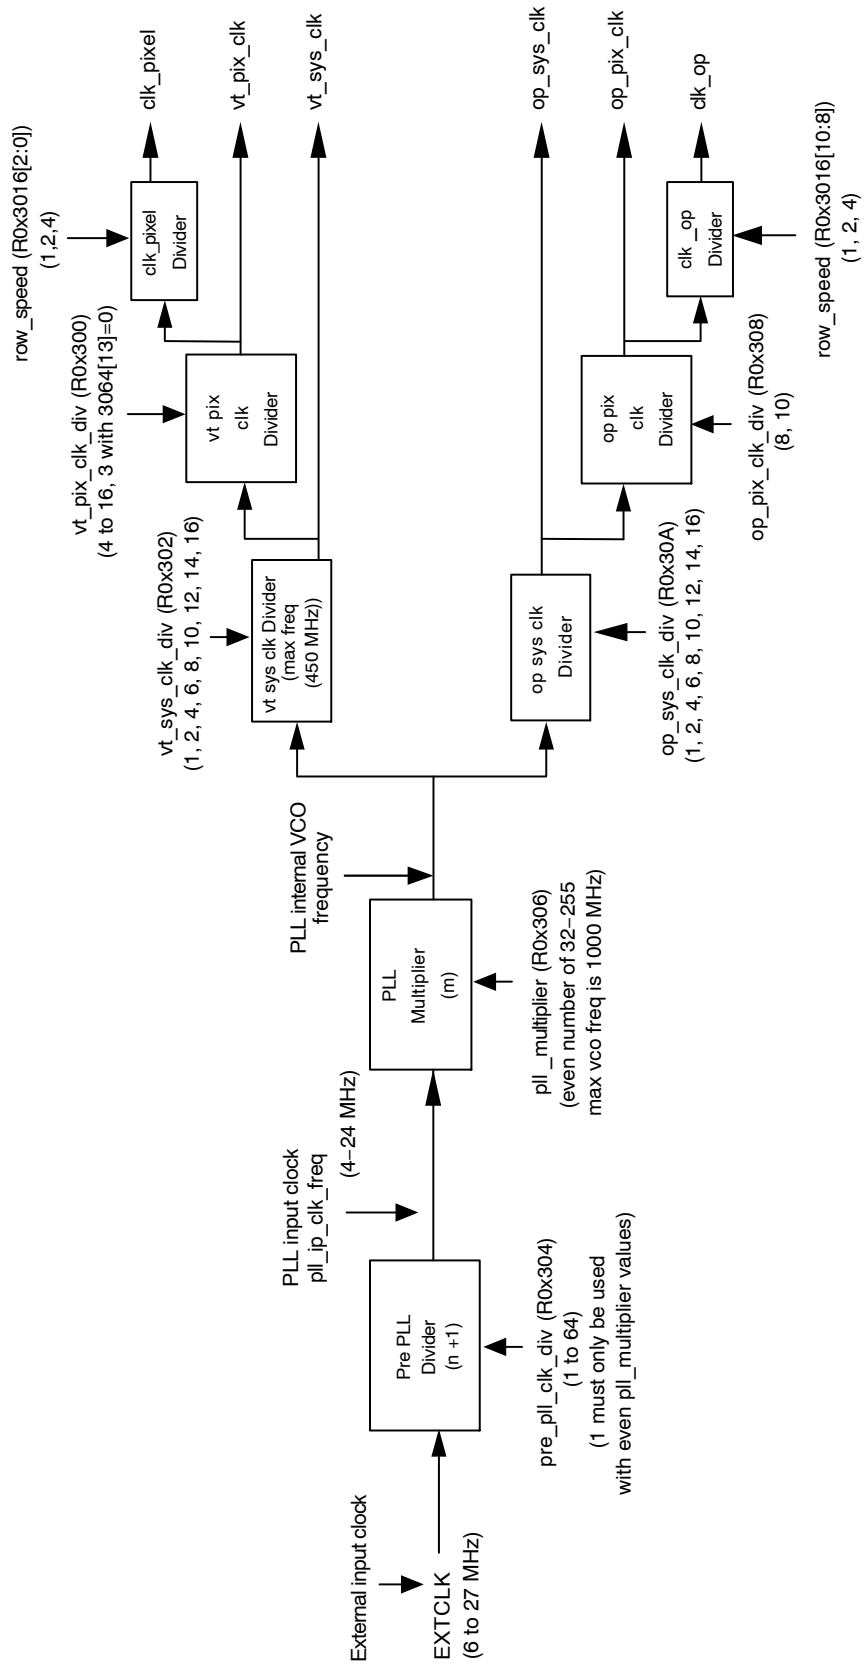 External input clock
EXTCLK
(6 to 27 MHz)
Pre PLL
Divider
(n +1)
pre_pll_clk_div (R0x304)
(1 to 64)
(1 must only be used
with even pll_multiplier values)
PLL input clock
pll_ip_clk_freq
(4–24 MHz)
PLL
Multiplier
(m)
pll_multiplier (R0x306)
(even number of 32–255
max vco freq is 1000 MHz)
PLL internal VCO
frequency
vt_sys_clk_div (R0x302)
(1, 2, 4, 6, 8, 10, 12, 14, 16)
vt sys clk Divider
(max freq
(450 MHz))
op sys clk
Divider
op_sys_clk_div (R0x30A)
(1, 2, 4, 6, 8, 10, 12, 14, 16)
vt_pix_clk_div (R0x300)
(4 to 16, 3 with 3064[13]=0)
vt pix
clk
Divider
op pix
clk
Divider
op_pix_clk_div (R0x308)
(8, 10)
row_speed (R0x3016[2:0])
(1,2,4)
clk_pixel
Divider
clk _op
Divider
row_speed (R0x3016[10:8])
(1, 2, 4)
clk_pixel
vt_pix_clk
vt_sys_clk
op_sys_clk
op_pix_clk
clk_op